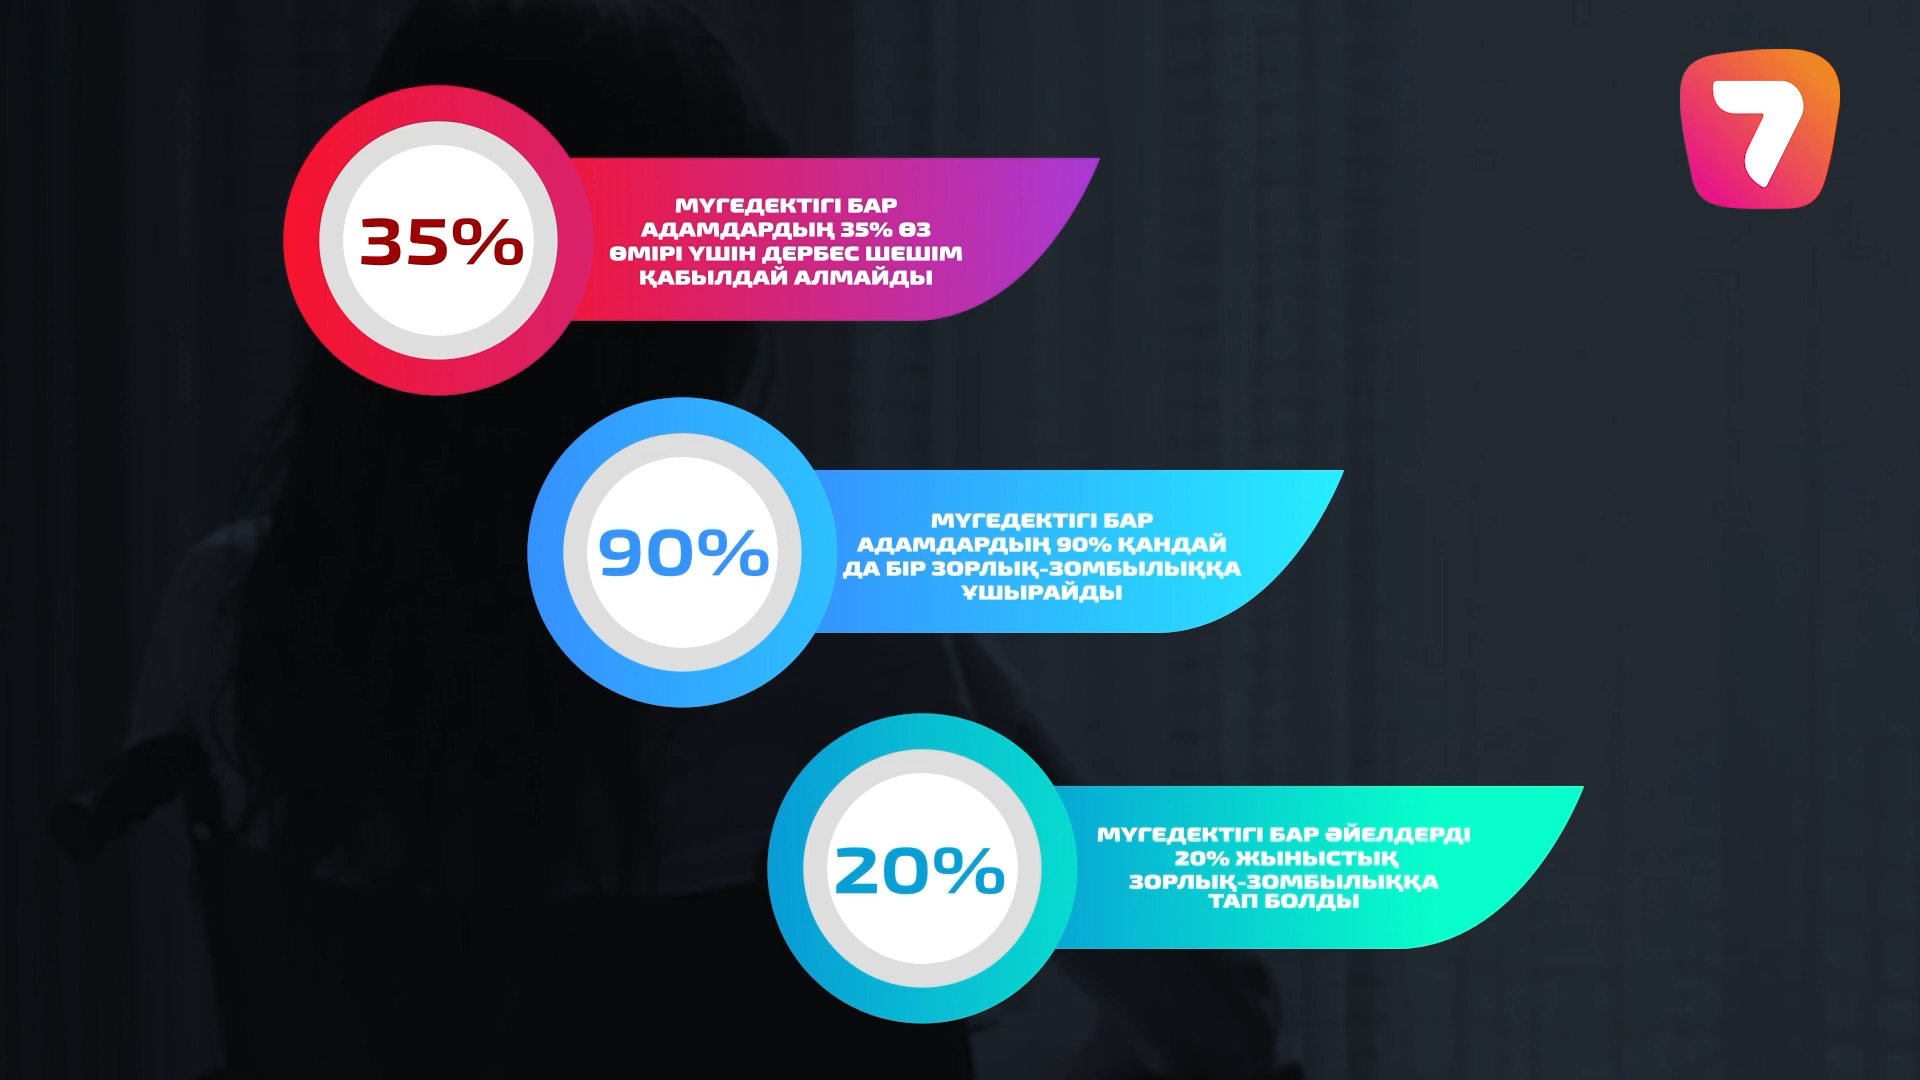 7
35%
МҮГЕДЕКТІГІ БАР
АДАМДАРДЫҢ 35% ӨЗ
ӨМІРІ ҮШІН ДЕРБЕС ШЕШІМ
ҚАБЫЛДАЙ АЛМАЙДЫ
90%
МҮГЕДЕКТІГІ БАР
АДАМДАРДЫҢ 90% ҚАНДАЙ
ДА БІР ЗОРЛЫҚ-ЗОМБЫЛЫҚҚА
ҰШЫРАЙДЫ
20%
МҮГЕДЕКТІГІ БАР ӘЙЕЛДЕРДІ
20% ЖЫНЫСТЫҚ
ЗОРЛЫҚ-ЗОМБЫЛЫҚҚА
ТАП БОЛДЫ